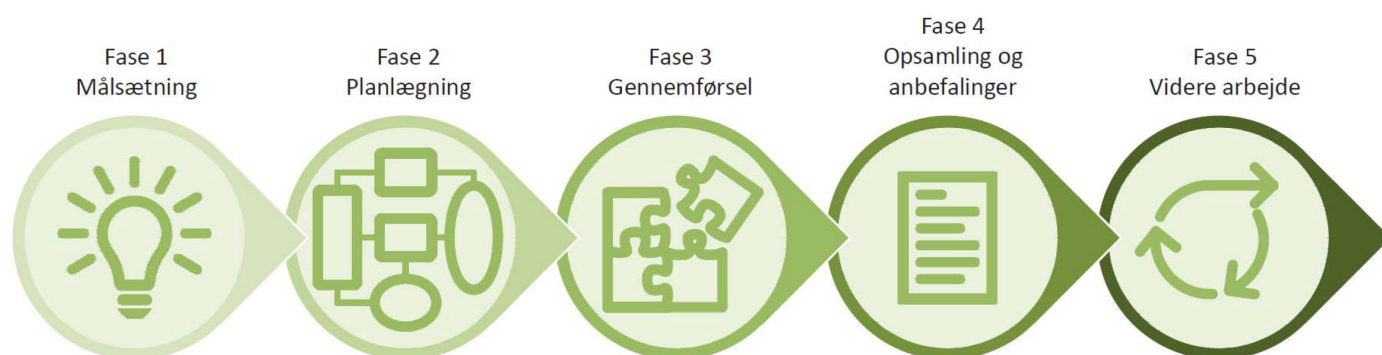 Fase 1
Målsætning
Fase 2
Planlægning
Fase 3
Gennemførsel
Fase 4
Opsamling og
anbefalinger
Fase 5
Videre arbejde